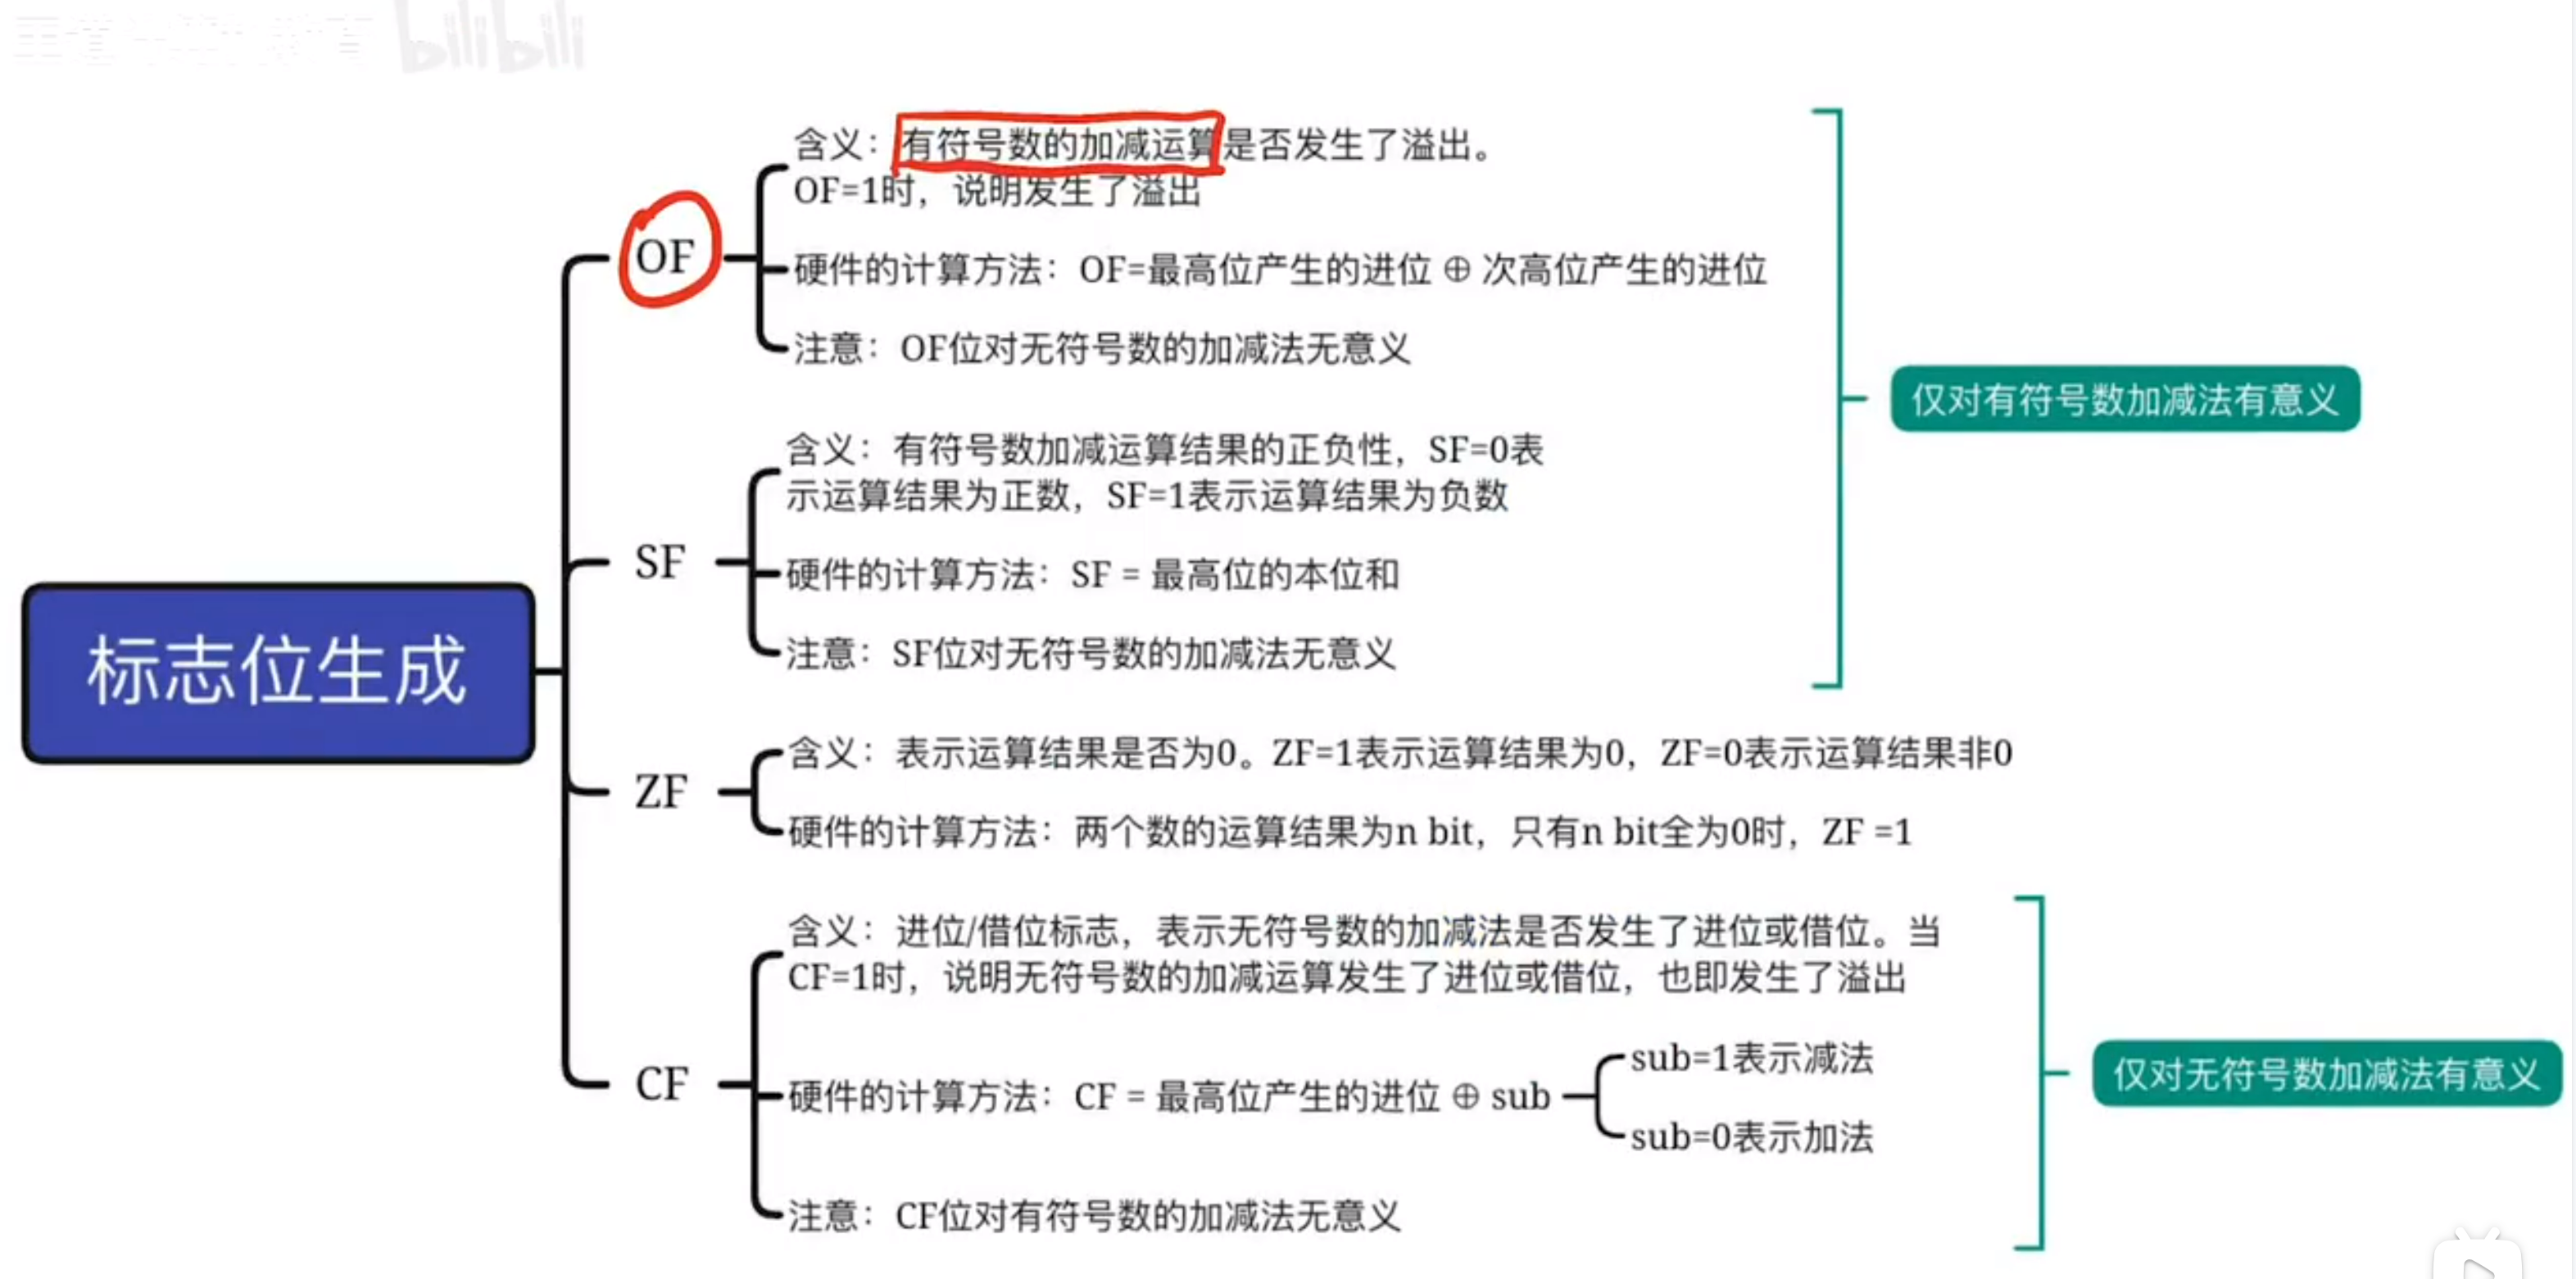 bilibili
含义：有符号数的加减运算是否发生了溢出。
OF=1时，说明发生了溢出
OF
硬件的计算方法：OF=最高位产生的进位 ⊕ 次高位产生的进位
注意：OF位对无符号数的加减法无意义
仅对有符号数加减法有意义
含义：有符号数加减运算结果的正负性，SF=0表
示运算结果为正数，SF=1表示运算结果为负数
SF
硬件的计算方法：SF = 最高位的本位和
注意：SF位对无符号数的加减法无意义
标志位生成
含义：表示运算结果是否为0。ZF=1表示运算结果为0，ZF=0表示运算结果非0
ZF
硬件的计算方法：两个数的运算结果为n bit，只有n bit全为0时，ZF =1
含义：进位/借位标志，表示无符号数的加减法是否发生了进位或借位。当
CF=1时，说明无符号数的加减运算发生了进位或借位，也即发生了溢出
CF
硬件的计算方法：CF = 最高位产生的进位 ⊕ sub
sub=1表示减法
sub=0表示加法
仅对无符号数加减法有意义
注意：CF位对有符号数的加减法无意义